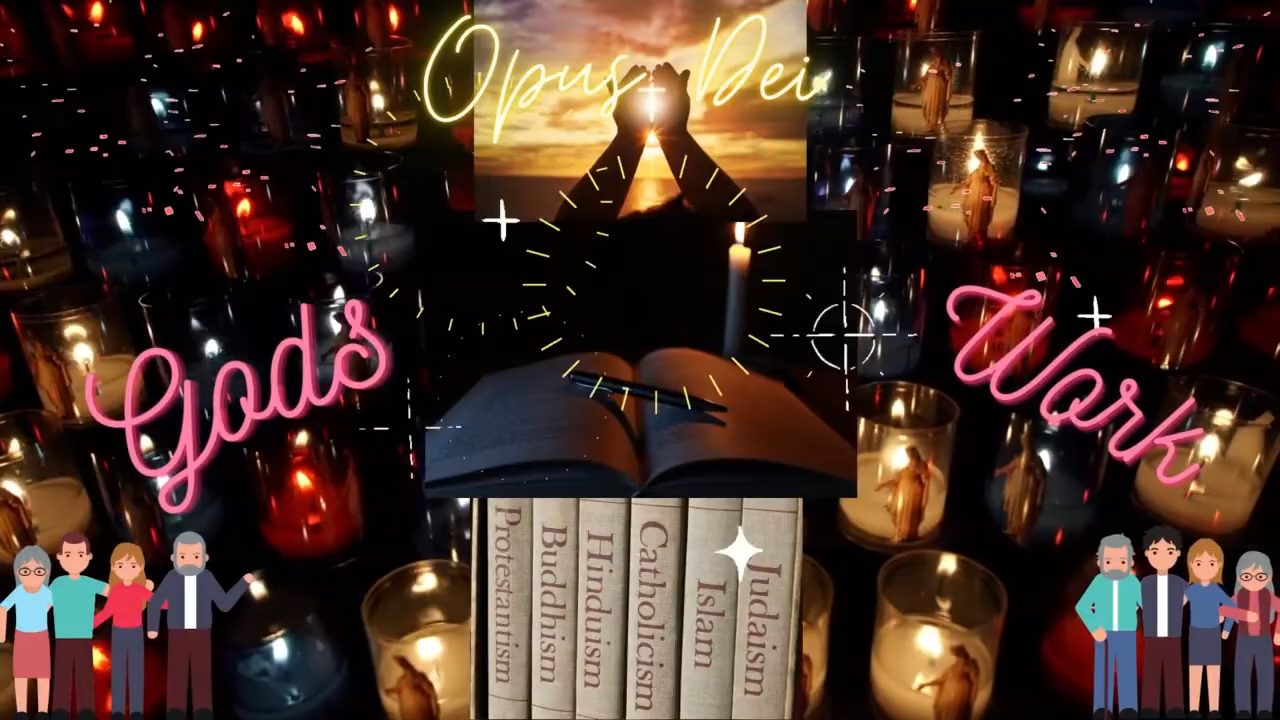 Opus Dei
Gods
Work
Protestantism
Buddhism
Hinduism
Catholicism
Islam
Judaism